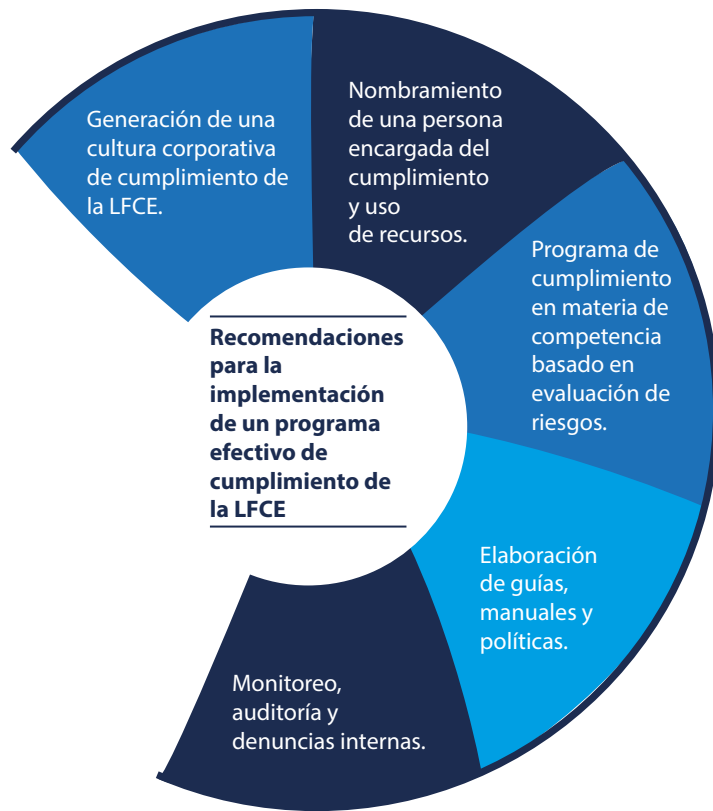 Generación de una
cultura corporativa
de cumplimiento de
la LFCE.
Nombramiento
de una persona
encargada del
cumplimiento
y uso
de recursos.
Programa de
cumplimiento
en materia de
competencia
basado en
evaluación de
riesgos.
Elaboración
de guías,
manuales y
políticas.
Monitoreo,
auditoría y
denuncias internas.
Recomendaciones
para la
implementación
de un programa
efectivo de
cumplimiento de
la LFCE